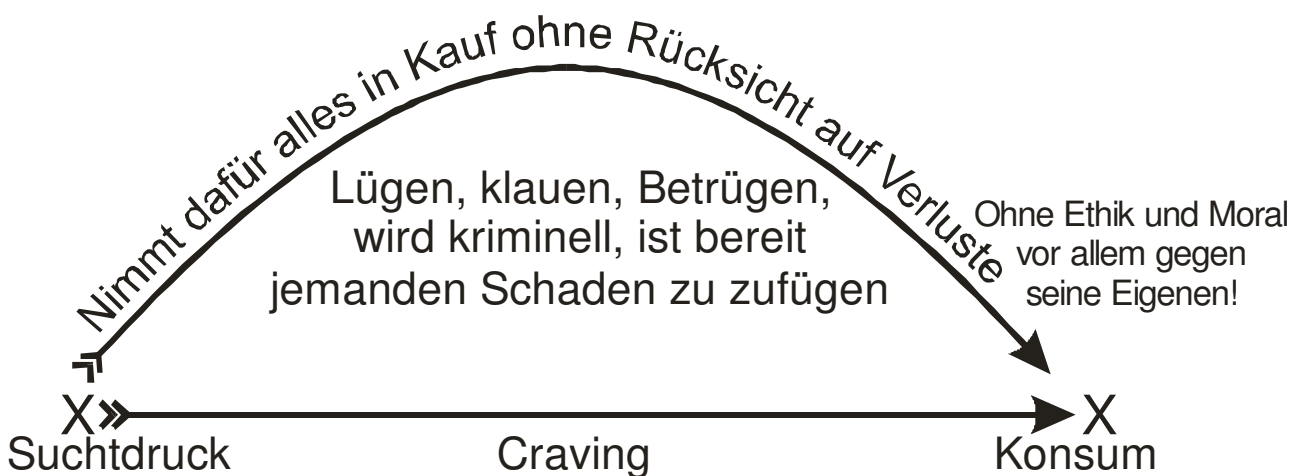 Nimmt dafür alles in Kauf ohne Rücksicht auf Verluste
Lügen, klauen, Betrügen,
wird kriminell, ist bereit
jemanden Schaden zu zufügen
Ohne Ethik und Moral
vor allem gegen
seine Eigenen!
X X
Suchtdruck Craving Konsum